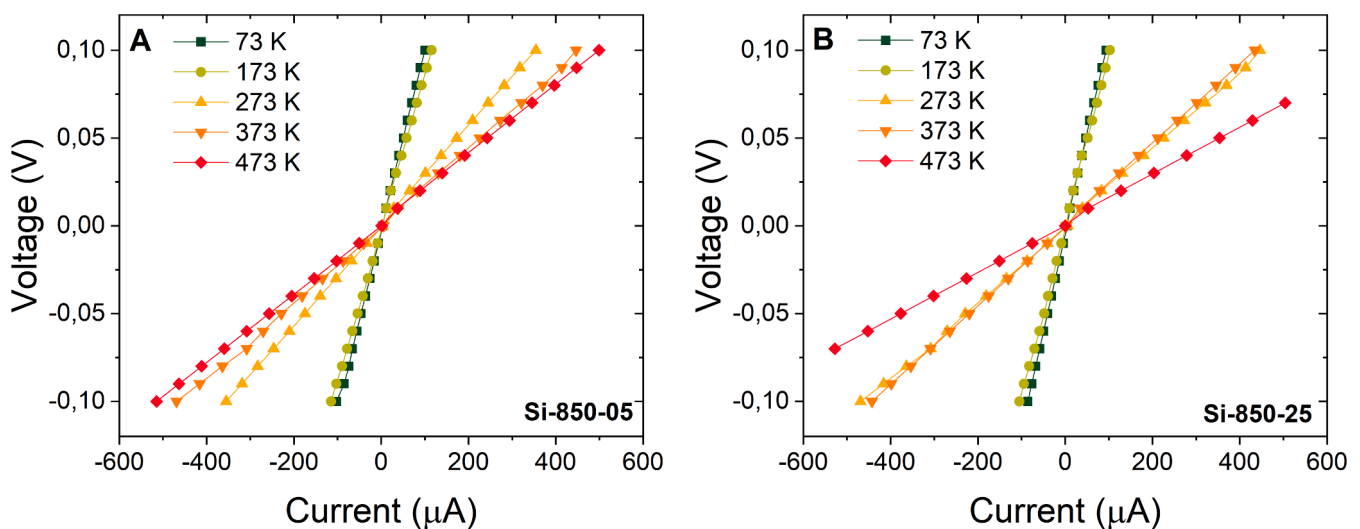 A
73 K
173 K
273 K
373 K
473 K
Voltage (V)
0,10
0,05
0,00
-0,05
-0,10
Si-850-05
-600 -400 -200 0 200 400 600
Current (μA)
B
73 K
173 K
273 K
373 K
473 K
Voltage (V)
0,10
0,05
0,00
-0,05
-0,10
Si-850-25
-600 -400 -200 0 200 400 600
Current (μA)